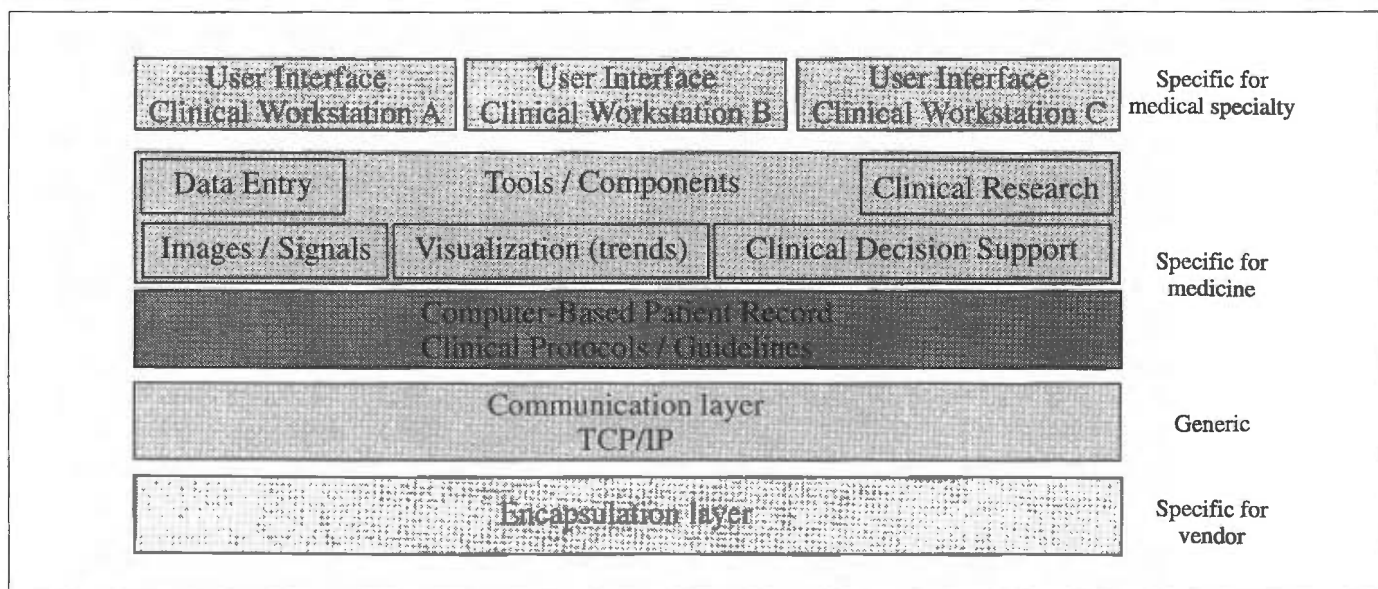 User Interface
Clinical Workstation A
User Interface
Clinical Workstation B
User Interface
Clinical Workstation C
Specific for
medical specialty
Data Entry
Tools / Components
Clinical Research
Images / Signals
Visualization (trends)
Clinical Decision Support
Specific for
medicine
Computer-Based Patient Record
Clinical Protocols / Guidelines
Communication layer
TCP/IP
Generic
Encapsulation layer
Specific for
vendor